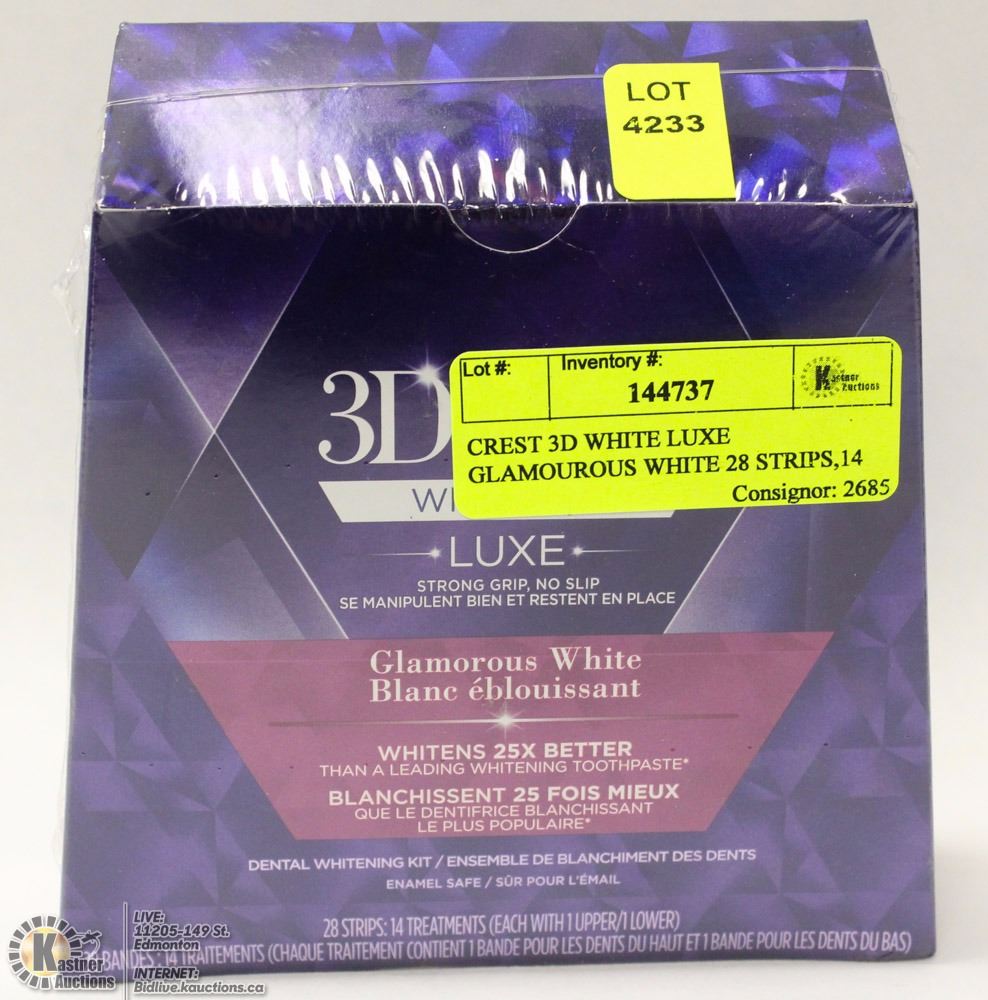 LOT
4233
Lot #:
Inventory #:
144737
Kastner
Auctions
CREST 3D WHITE LUXE
GLAMOUROUS WHITE 28 STRIPS,14
Consignor: 2685
3D
LUXE
STRONG GRIP, NO SLIP
SE MANIPULENT BIEN ET RESTENT EN PLACE
Glamorous White
Blanc éblouissant
WHITENS 25X BETTER
THAN A LEADING WHITENING TOOTHPASTE*
BLANCHISSENT 25 FOIS MIEUX
QUE LE DENTIFRICE BLANCHISSANT
LE PLUS POPULAIRE*
DENTAL WHITENING KIT / ENSEMBLE DE BLANCHIMENT DES DENTS
ENAMEL SAFE / SÛR POUR L'ÉMAIL
28 STRIPS: 14 TREATMENTS (EACH WITH 1 UPPER/1 LOWER)
BANDES : 14 TRAITEMENTS (CHAQUE TRAITEMENT CONTIENT 1 BANDE POUR LES DENTS DU HAUT ET 1 BANDE POUR LES DENTS DU BAS)
Kastner
Auctions
LIVE:
11205-149 St.
Edmonton
INTERNET:
Bidlive.kauctions.ca